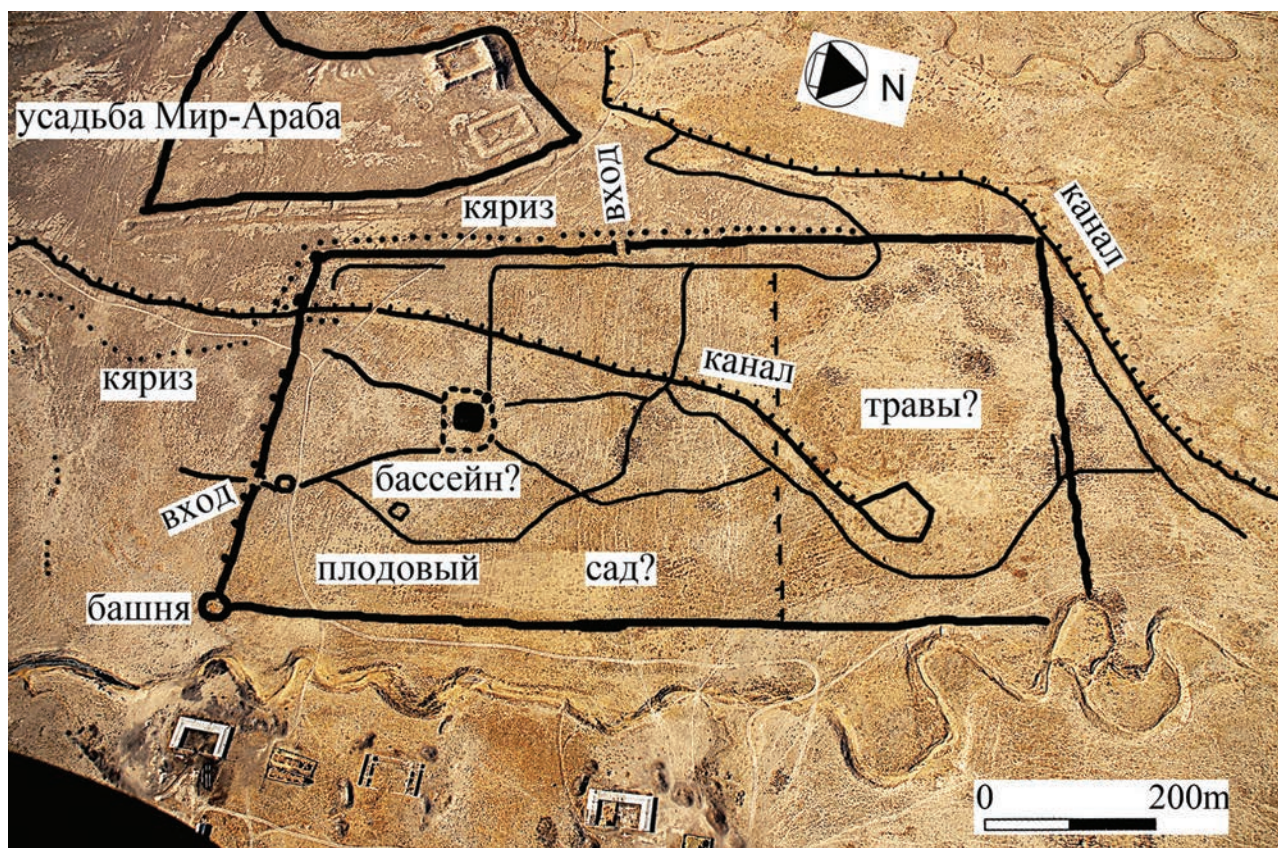 N
усадьба Мир-Араба
вход
кяриз
канал
канал
кяриз
травы?
бассейн?
вход
плодовый сад?
башня
0 200m